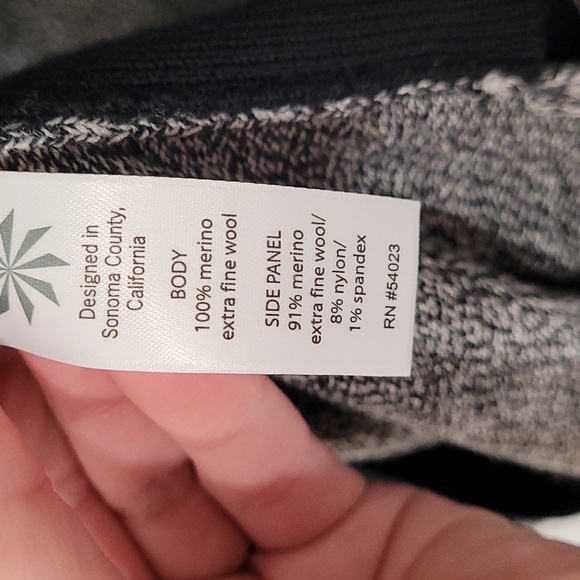 Designed in
Sonoma County,
California
BODY
100% merino
extra fine wool
SIDE PANEL
91% merino
extra fine wool/
8% nylon/
1% spandex
RN #54023